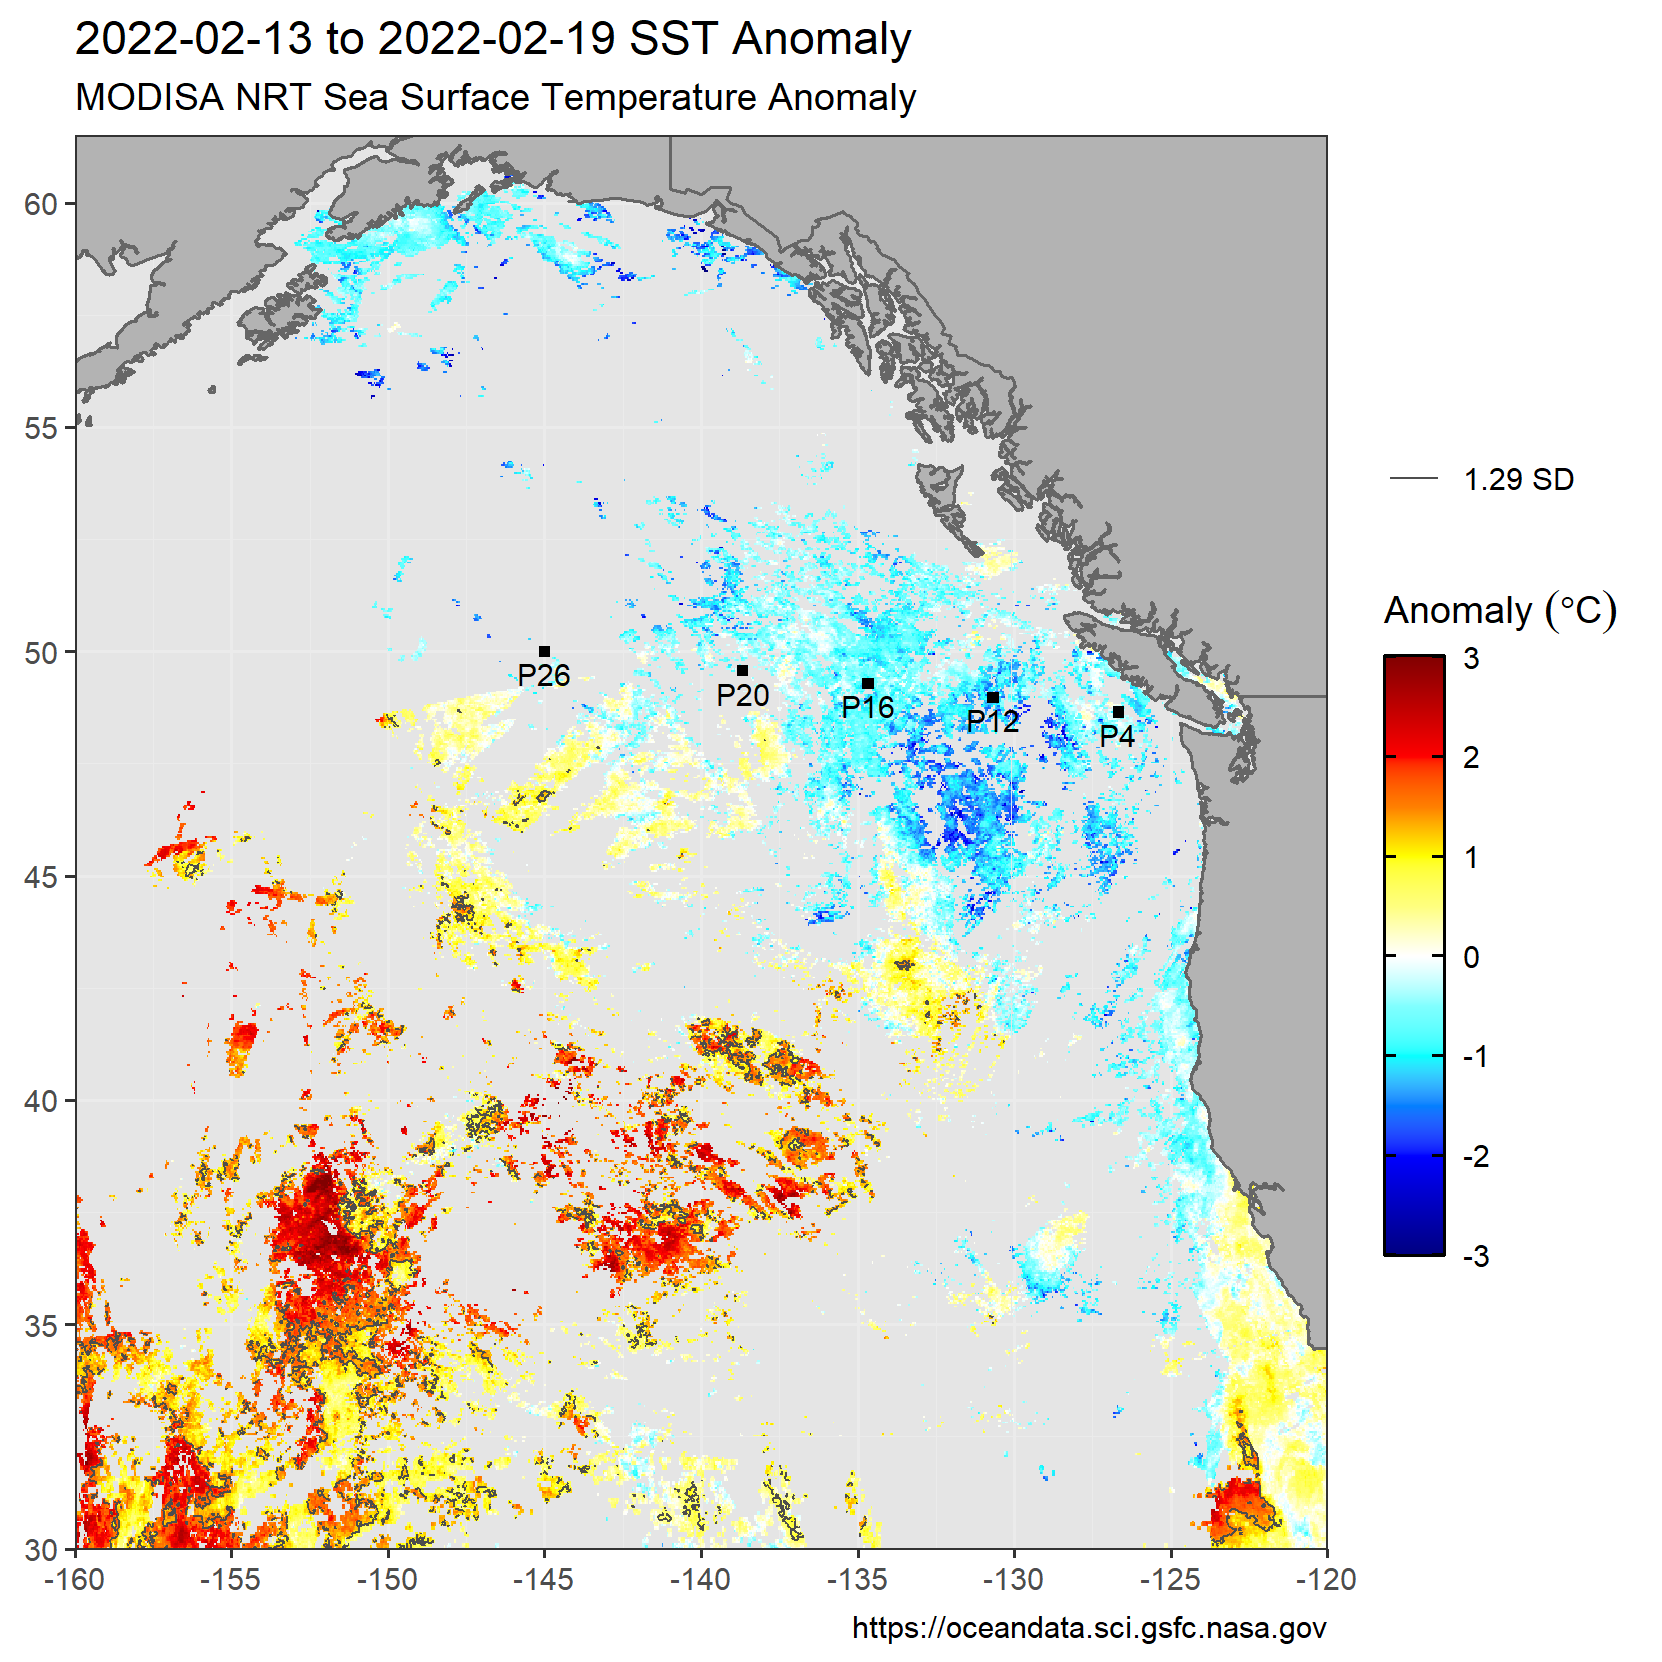 2022-02-13 to 2022-02-19 SST Anomaly
MODISA NRT Sea Surface Temperature Anomaly
60
55
50
45
40
35
30
-160
-155
-150
-145
-140
-135
-130
-125
-120
P26
P20
P16
P12
P4
1.29 SD
Anomaly (°C)
3
2
1
0
-1
-2
-3
https://oceandata.sci.gsfc.nasa.gov